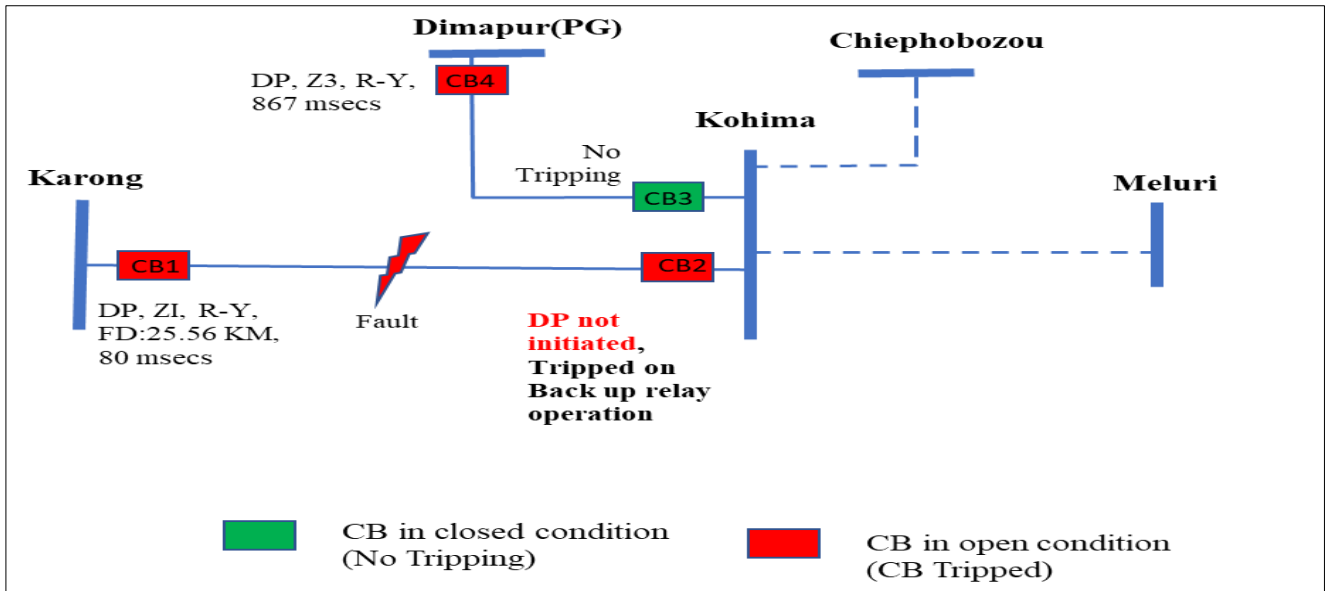 Dimapur(PG)
Chiephobozou
DP, Z3, R-Y,
867 msecs
CB4
Kohima
No
Tripping
Karong
Meluri
CB3
CB1
CB2
DP, ZI, R-Y,
FD:25.56 KM,
80 msecs
Fault
DP not
initiated,
Tripped on
Back up relay
operation
CB in closed condition
(No Tripping)
CB in open condition
(CB Tripped)